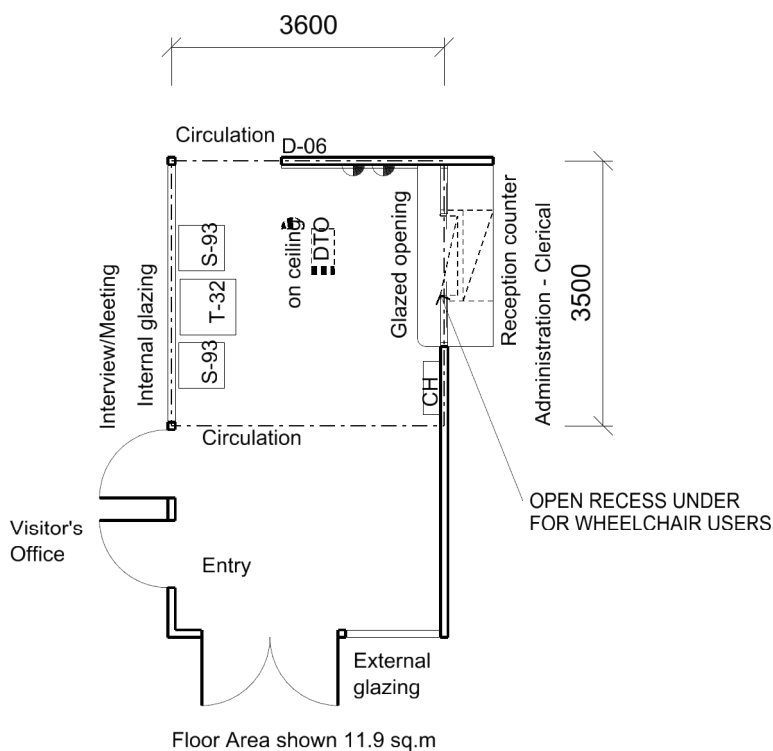 3600
Circulation
D-06
S-93
T-32
S-93
on ceiling
DTO
Glazed opening
CH
Reception counter
Administration - Clerical
3500
Interview/Meeting
Internal glazing
Circulation
OPEN RECESS UNDER
FOR WHEELCHAIR USERS
Visitor's
Office
Entry
External
glazing
Floor Area shown 11.9 sq.m